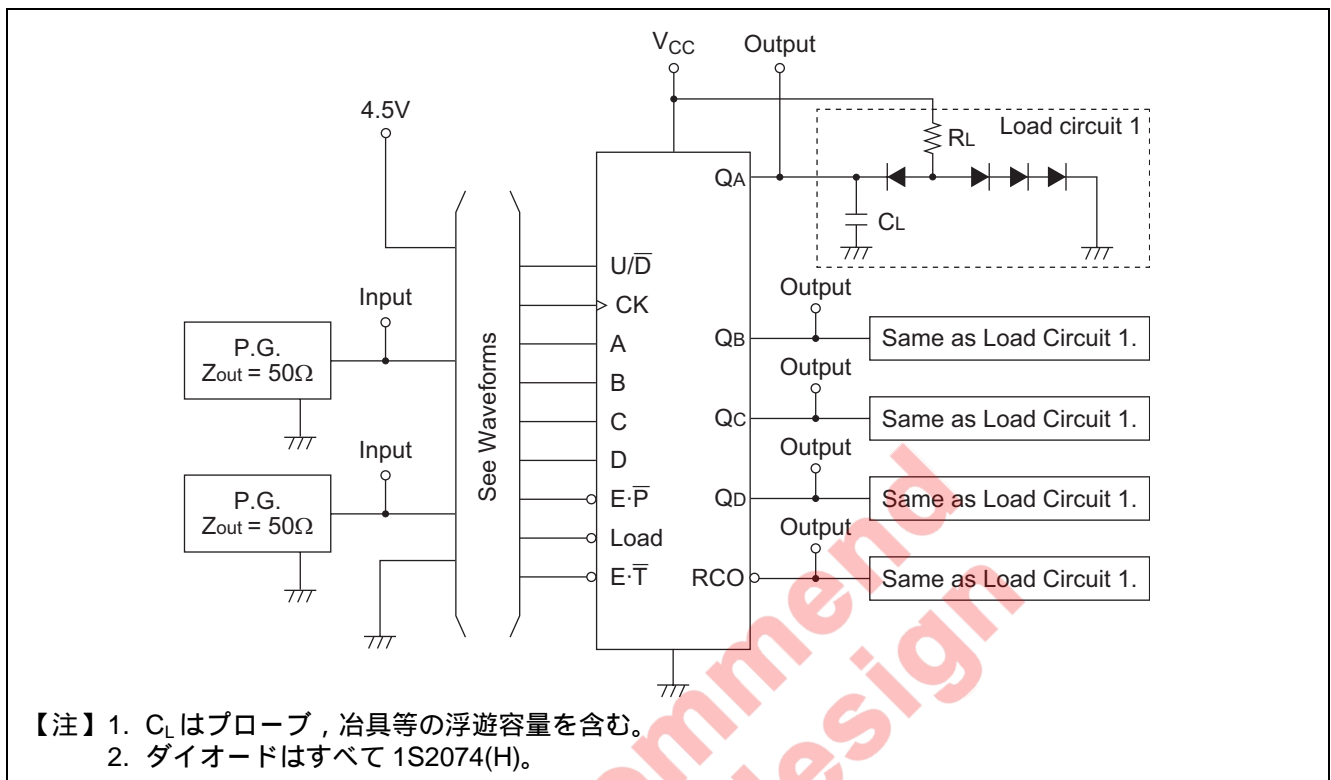 V_CC
Output
4.5V
Load circuit 1
RL
QA
CL
U/D̅
Input
CK
Output
P.G.
Zout = 50Ω
A
QB
Same as Load Circuit 1.
See Waveforms
B
Output
C
QC
Same as Load Circuit 1.
Input
D
Output
P.G.
Zout = 50Ω
E·P̅
QD
Same as Load Circuit 1.
Load
Output
E·T̅
RCO
Same as Load Circuit 1.
【注】1. C_L はプローブ，冶具等の浮遊容量を含む。
2. ダイオードはすべて 1S2074(H)。